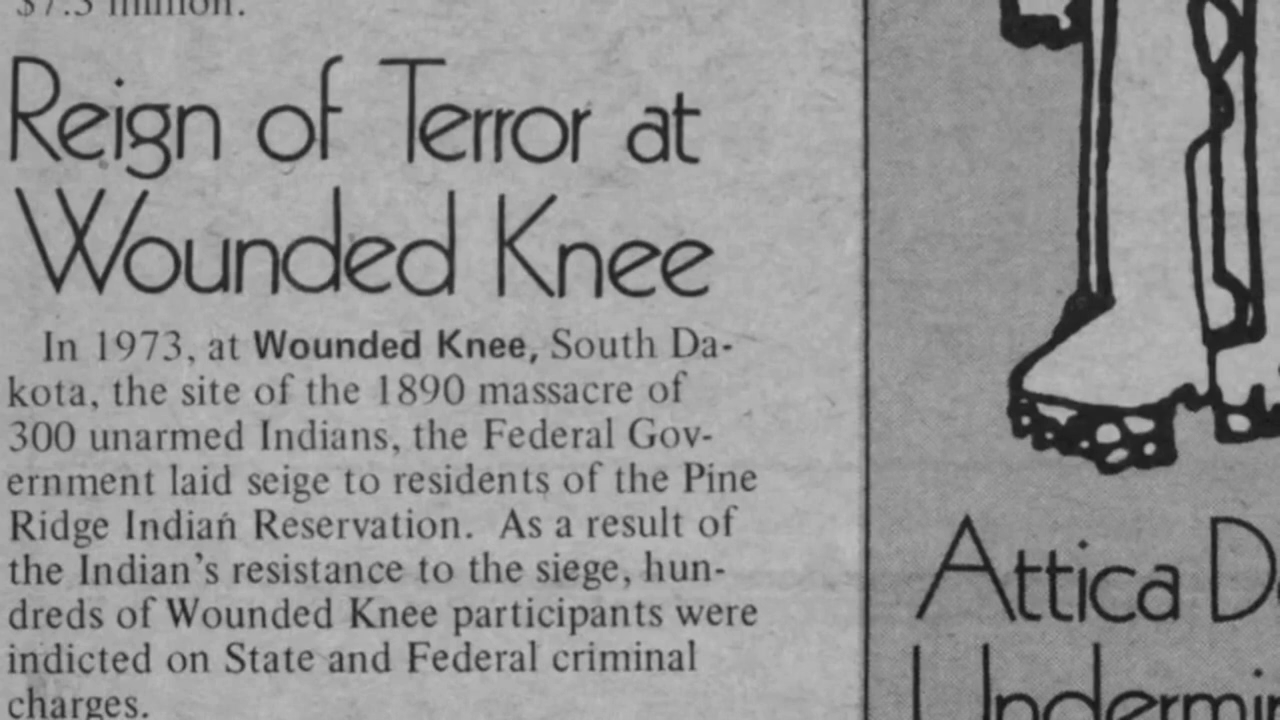 $7.5 million.
Reign of Terror at
Wounded Knee
In 1973, at Wounded Knee, South Da-
kota, the site of the 1890 massacre of
300 unarmed Indians, the Federal Gov-
ernment laid seige to residents of the Pine
Ridge Indian Reservation. As a result of
the Indian's resistance to the siege, hun-
dreds of Wounded Knee participants were
indicted on State and Federal criminal
charges.
Attica